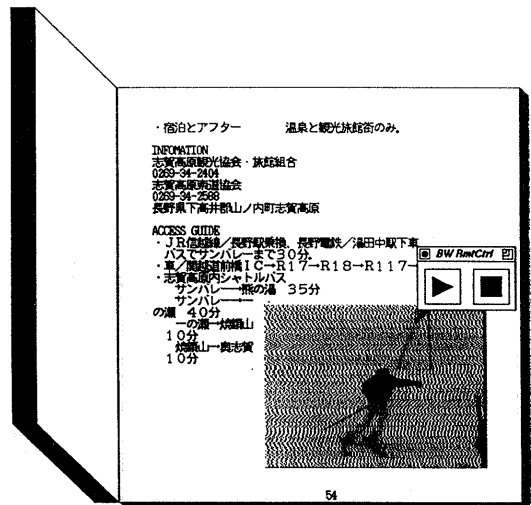 ・宿泊とアフター　　温泉と観光旅館街のみ。
INFOMATION
志賀高原観光協会・旅館組合
0269-34-2404
志賀高原索道協会
0269-34-2588
長野県下高井郡山ノ内町志賀高原
ACCESS GUIDE
・ＪＲ信越線／長野駅乗換、長野電鉄／湯田中駅下車
バスでサンバレーまで３０分。
・車／関越道前橋ＩＣ→Ｒ１７→Ｒ１８→Ｒ１１７→
・志賀高原内シャトルバス
サンバレー―→熊の湯　３５分
サンバレー―→一
の瀬　４０分
一の瀬→焼額山
１０分
焼額山→奥志賀
１０分
BW RmtCtrl
54